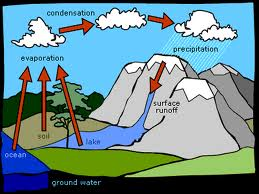 condensation
precipitation
evaporation
surface
runoff
soil
lake
ocean
ground water